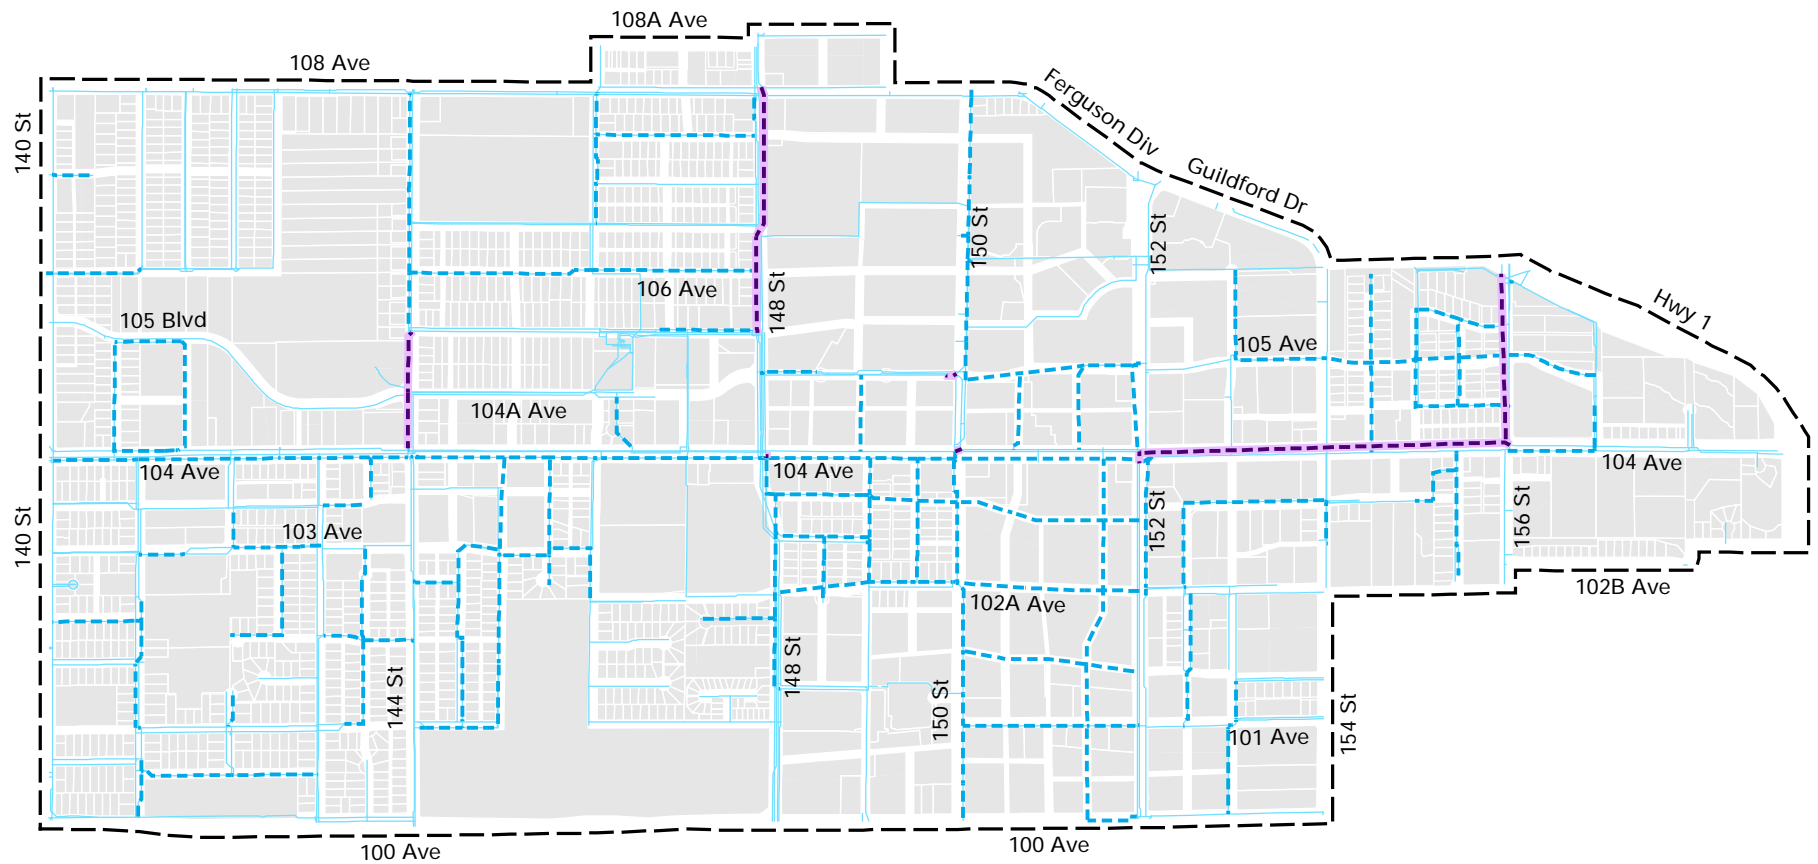 108A Ave
108 Ave
Ferguson Div
140 St
Guildford Dr
150 St
152 St
106 Ave
148 St
Hwy 1
105 Blvd
105 Ave
104A Ave
104 Ave
104 Ave
104 Ave
140 St
103 Ave
152 St
156 St
102A Ave
102B Ave
148 St
144 St
150 St
154 St
101 Ave
100 Ave
100 Ave